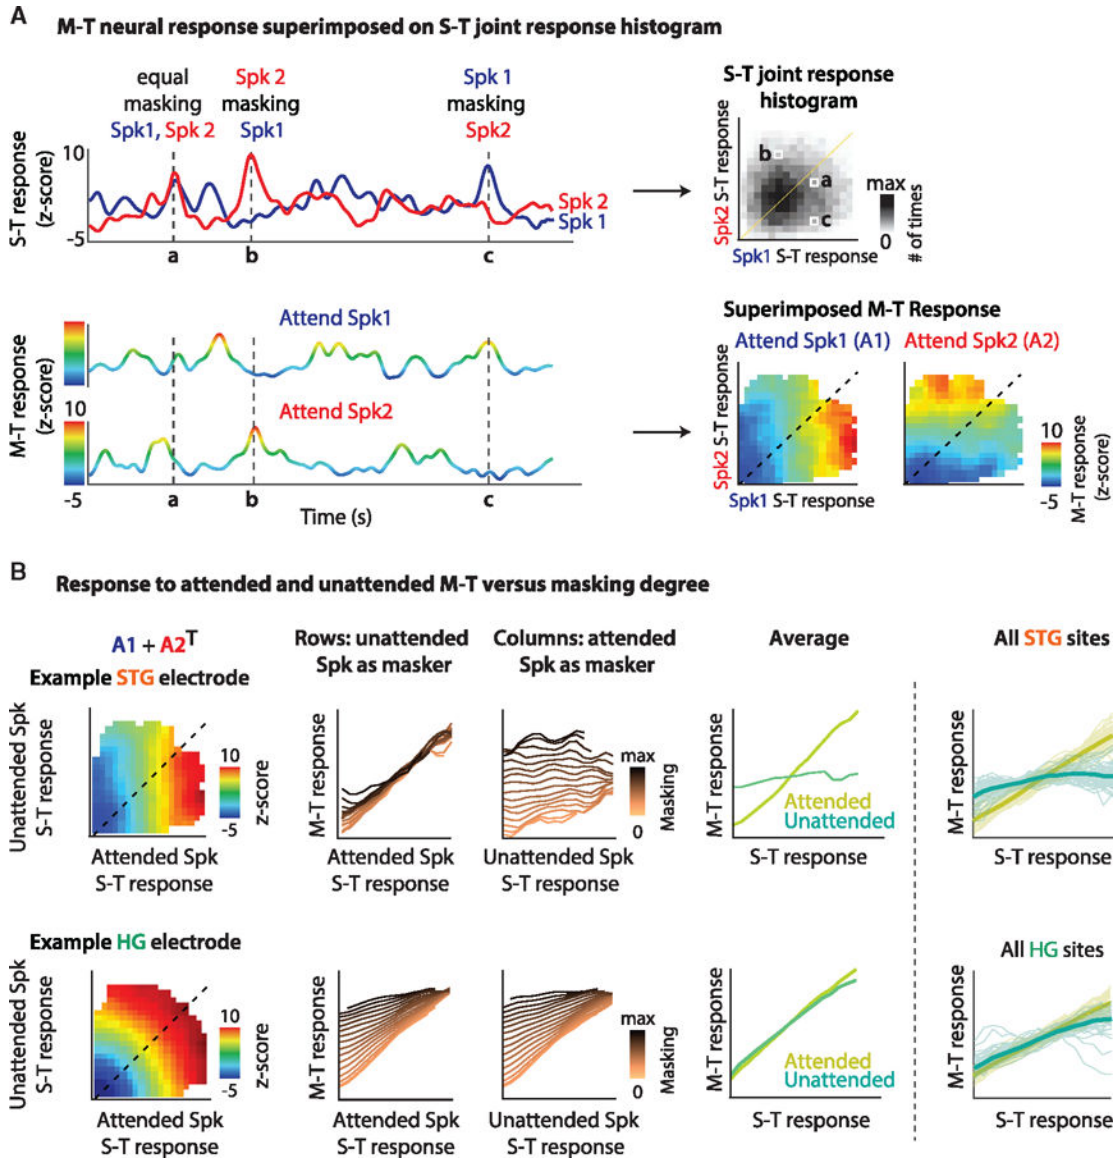 A
M-T neural response superimposed on S-T joint response histogram
equal
masking
Spk1, Spk 2
Spk 2
masking
Spk1
Spk 1
masking
Spk2
S-T response
(z-score)
10
-5
Spk 2
Spk 1
a
b
c
S-T joint response
histogram
Spk2 S-T response
b
a
c
max
0
# of times
Spk1 S-T response
M-T response
(z-score)
10
-5
Attend Spk1
Attend Spk2
a
b
c
Time (s)
Superimposed M-T Response
Attend Spk1 (A1)
Attend Spk2 (A2)
Spk2 S-T response
Spk1 S-T response
10
-5
M-T response
(z-score)
B
Response to attended and unattended M-T versus masking degree
A1 + A2T
Example STG electrode
Rows: unattended
Spk as masker
Columns: attended
Spk as masker
Average
All STG sites
Unattended Spk
S-T response
10
-5
z-score
Attended Spk
S-T response
M-T response
Attended Spk
S-T response
M-T response
max
0
Masking
Unattended Spk
S-T response
M-T response
Attended
Unattended
S-T response
M-T response
S-T response
Example HG electrode
All HG sites
Unattended Spk
S-T response
10
-5
z-score
Attended Spk
S-T response
M-T response
Attended Spk
S-T response
M-T response
max
0
Masking
Unattended Spk
S-T response
M-T response
Attended
Unattended
S-T response
M-T response
S-T response